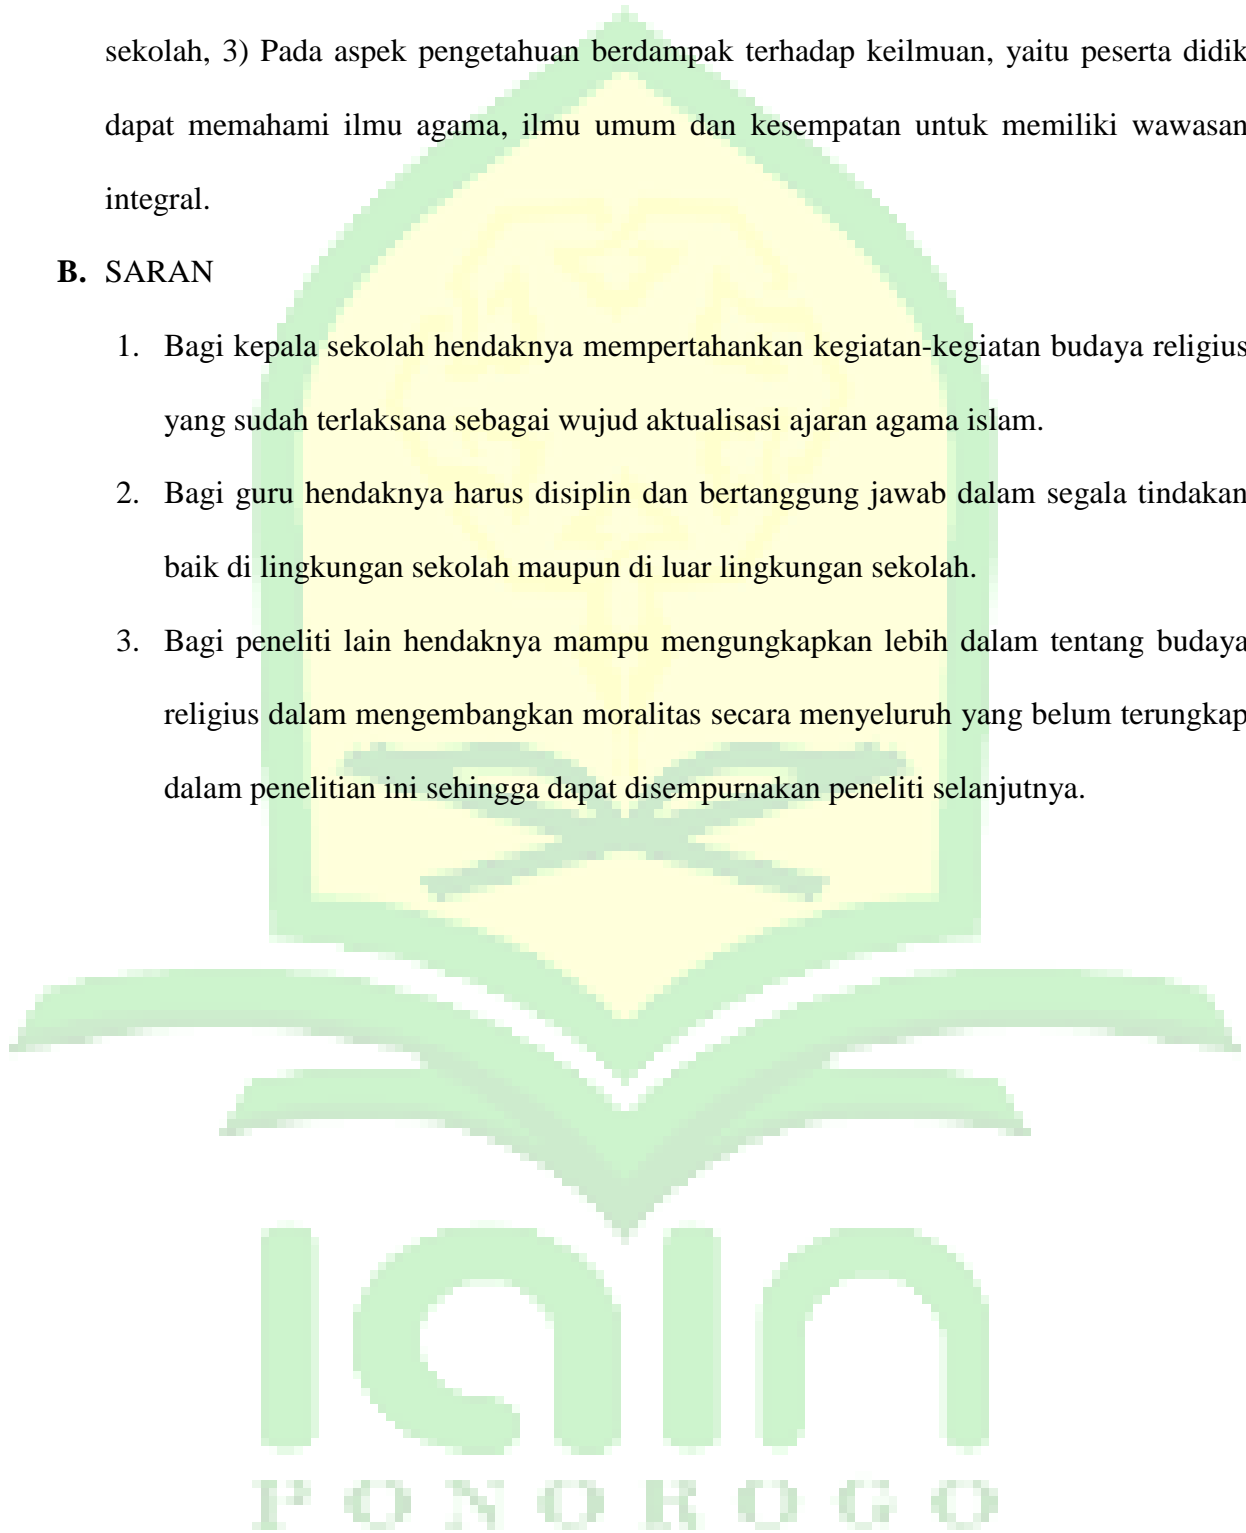 sekolah, 3) Pada aspek pengetahuan berdampak terhadap keilmuan, yaitu peserta didik
dapat memahami ilmu agama, ilmu umum dan kesempatan untuk memiliki wawasan
integral.
B. SARAN
1. Bagi kepala sekolah hendaknya mempertahankan kegiatan-kegiatan budaya religius
yang sudah terlaksana sebagai wujud aktualisasi ajaran agama islam.
2. Bagi guru hendaknya harus disiplin dan bertanggung jawab dalam segala tindakan
baik di lingkungan sekolah maupun di luar lingkungan sekolah.
3. Bagi peneliti lain hendaknya mampu mengungkapkan lebih dalam tentang budaya
religius dalam mengembangkan moralitas secara menyeluruh yang belum terungkap
dalam penelitian ini sehingga dapat disempurnakan peneliti selanjutnya.
iain
PONOROGO